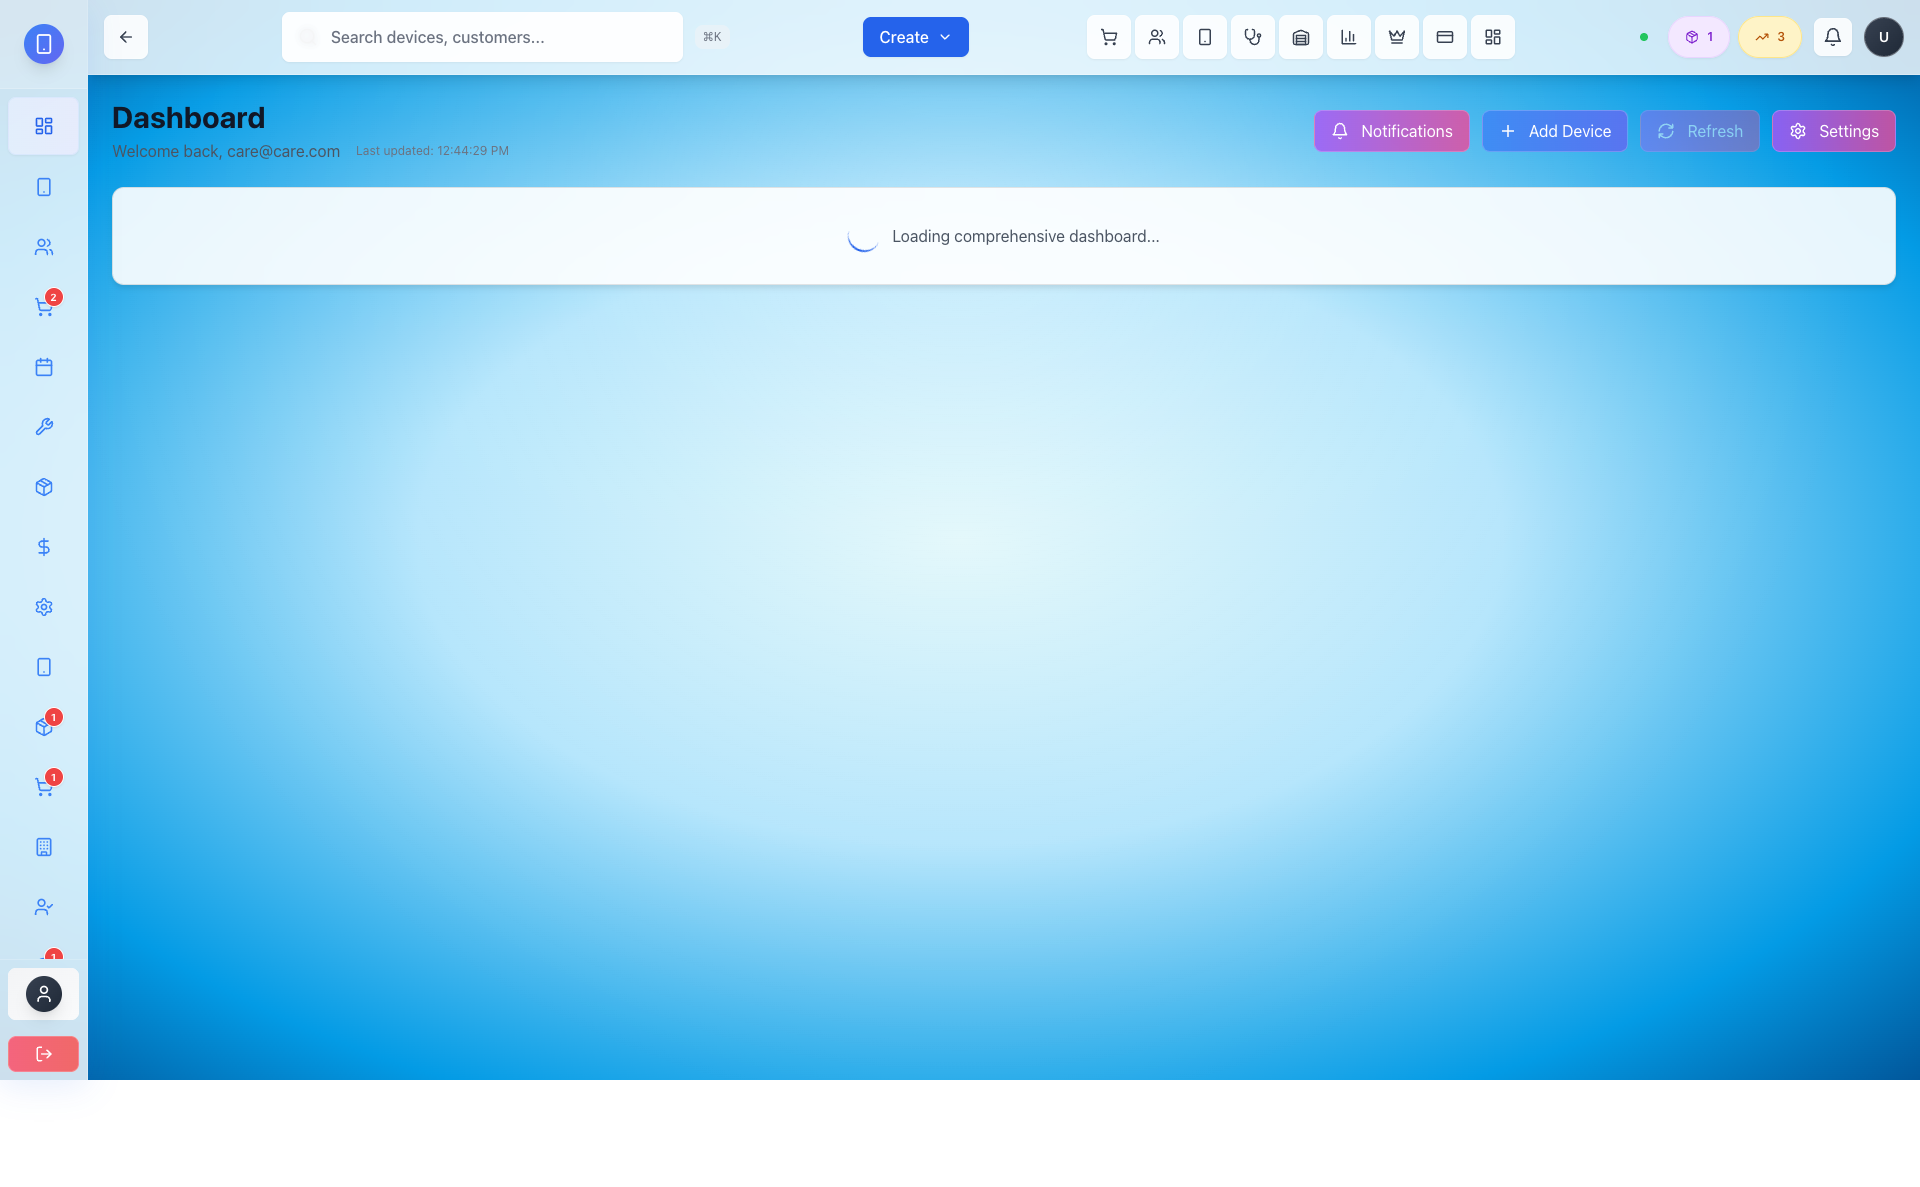 Search devices, customers...
⌘K
Create
1
3
U
Dashboard
Welcome back, care@care.com
Last updated: 12:44:29 PM
Notifications
Add Device
Refresh
Settings
Loading comprehensive dashboard...
2
1
1
1